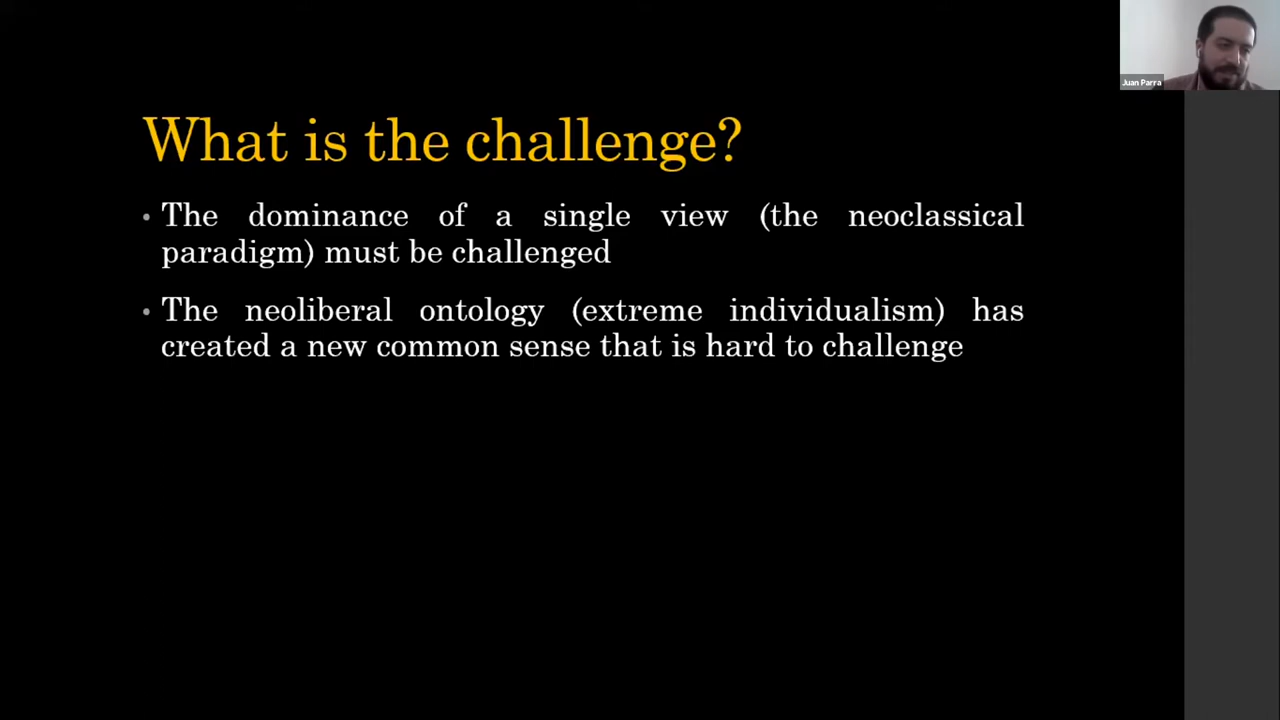 Juan Parra
What is the challenge?
• The dominance of a single view (the neoclassical
paradigm) must be challenged
• The neoliberal ontology (extreme individualism) has
created a new common sense that is hard to challenge